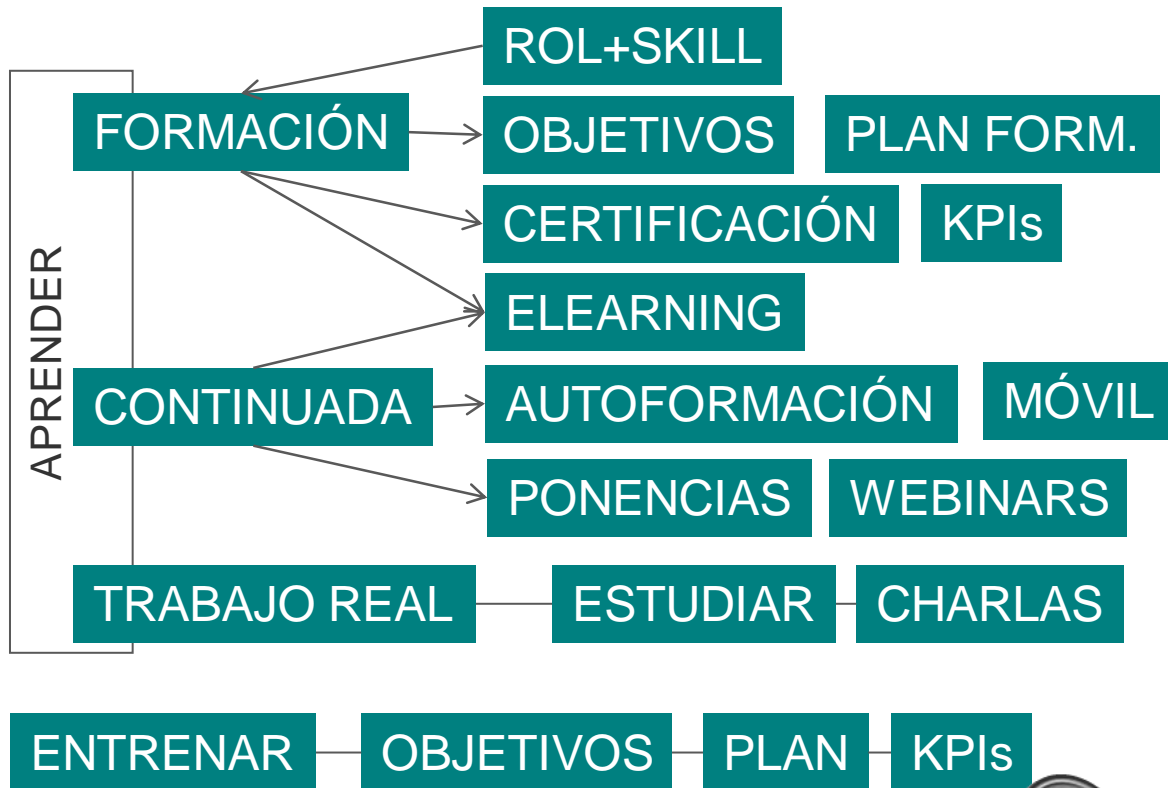 ROL+SKILL
FORMACIÓN
OBJETIVOS
PLAN FORM.
CERTIFICACIÓN
KPIs
ELEARNING
APRENDER
CONTINUADA
AUTOFORMACIÓN
MÓVIL
PONENCIAS
WEBINARS
TRABAJO REAL
ESTUDIAR
CHARLAS
ENTRENAR
OBJETIVOS
PLAN
KPIs